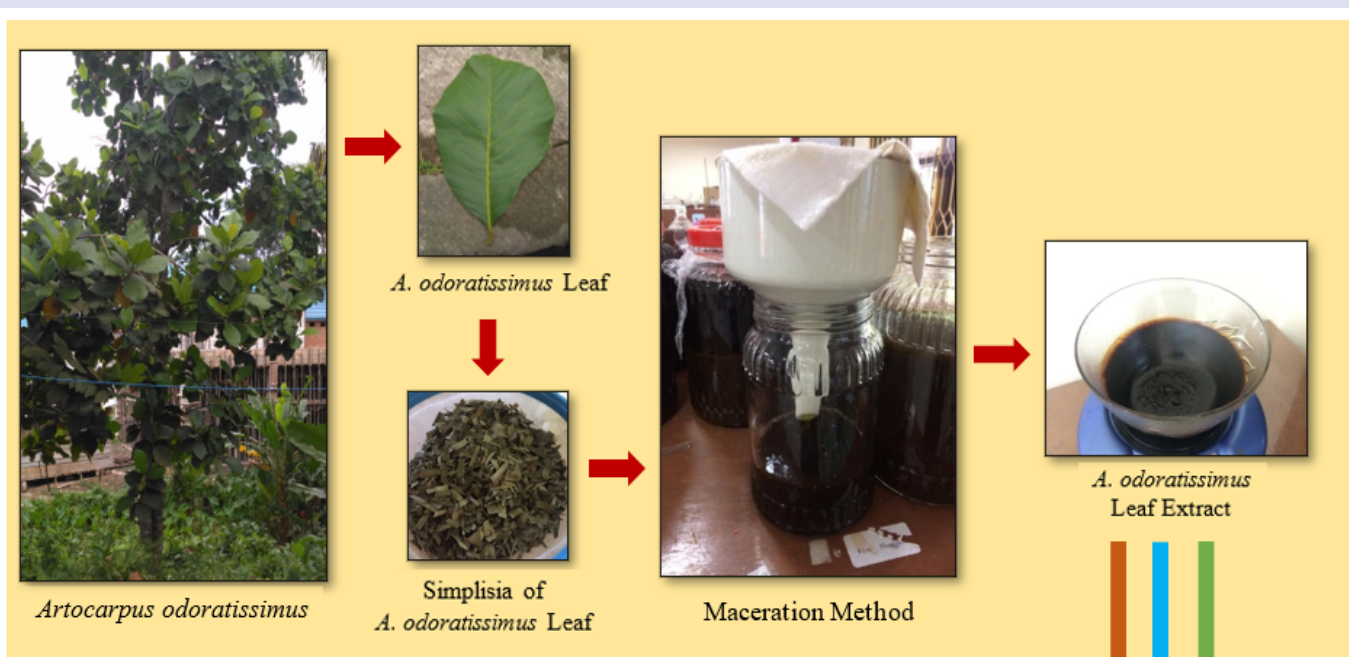 Artocarpus odoratissimus
A. odoratissimus Leaf
Simplisia of
A. odoratissimus Leaf
Maceration Method
A. odoratissimus
Leaf Extract